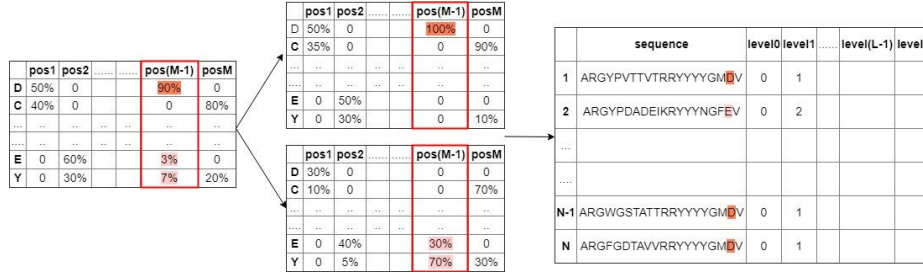 pos1 pos2 ...... ...... pos(M-1) posM
D 50% 0 90% 0
C 40% 0 0 80%
... .. .. .. .. .. ..
.... .. .. .. .. .. ..
E 0 60% 3% 0
Y 0 30% 7% 20%
pos1 pos2 ...... ...... pos(M-1) posM
D 50% 0 100% 0
C 35% 0 0 90%
... .. .. .. .. .. ..
.... .. .. .. .. .. ..
E 0 50% 0 0
Y 0 30% 0 10%
pos1 pos2 ...... ...... pos(M-1) posM
D 30% 0 0 0
C 10% 0 0 70%
... .. .. .. .. .. ..
.... .. .. .. .. .. ..
E 0 40% 30% 0
Y 0 5% 70% 30%
sequence level0 level1 ...... level(L-1) level
1 ARGYPVTTVTRRYYYYGMDV 0 1
2 ARGYPDADEIKRYYYNGFEV 0 2
...
....
N-1 ARGWGSTATTRRYYYYGMDV 0 1
N ARGFGDTAVVRRYYYYGMDV 0 1